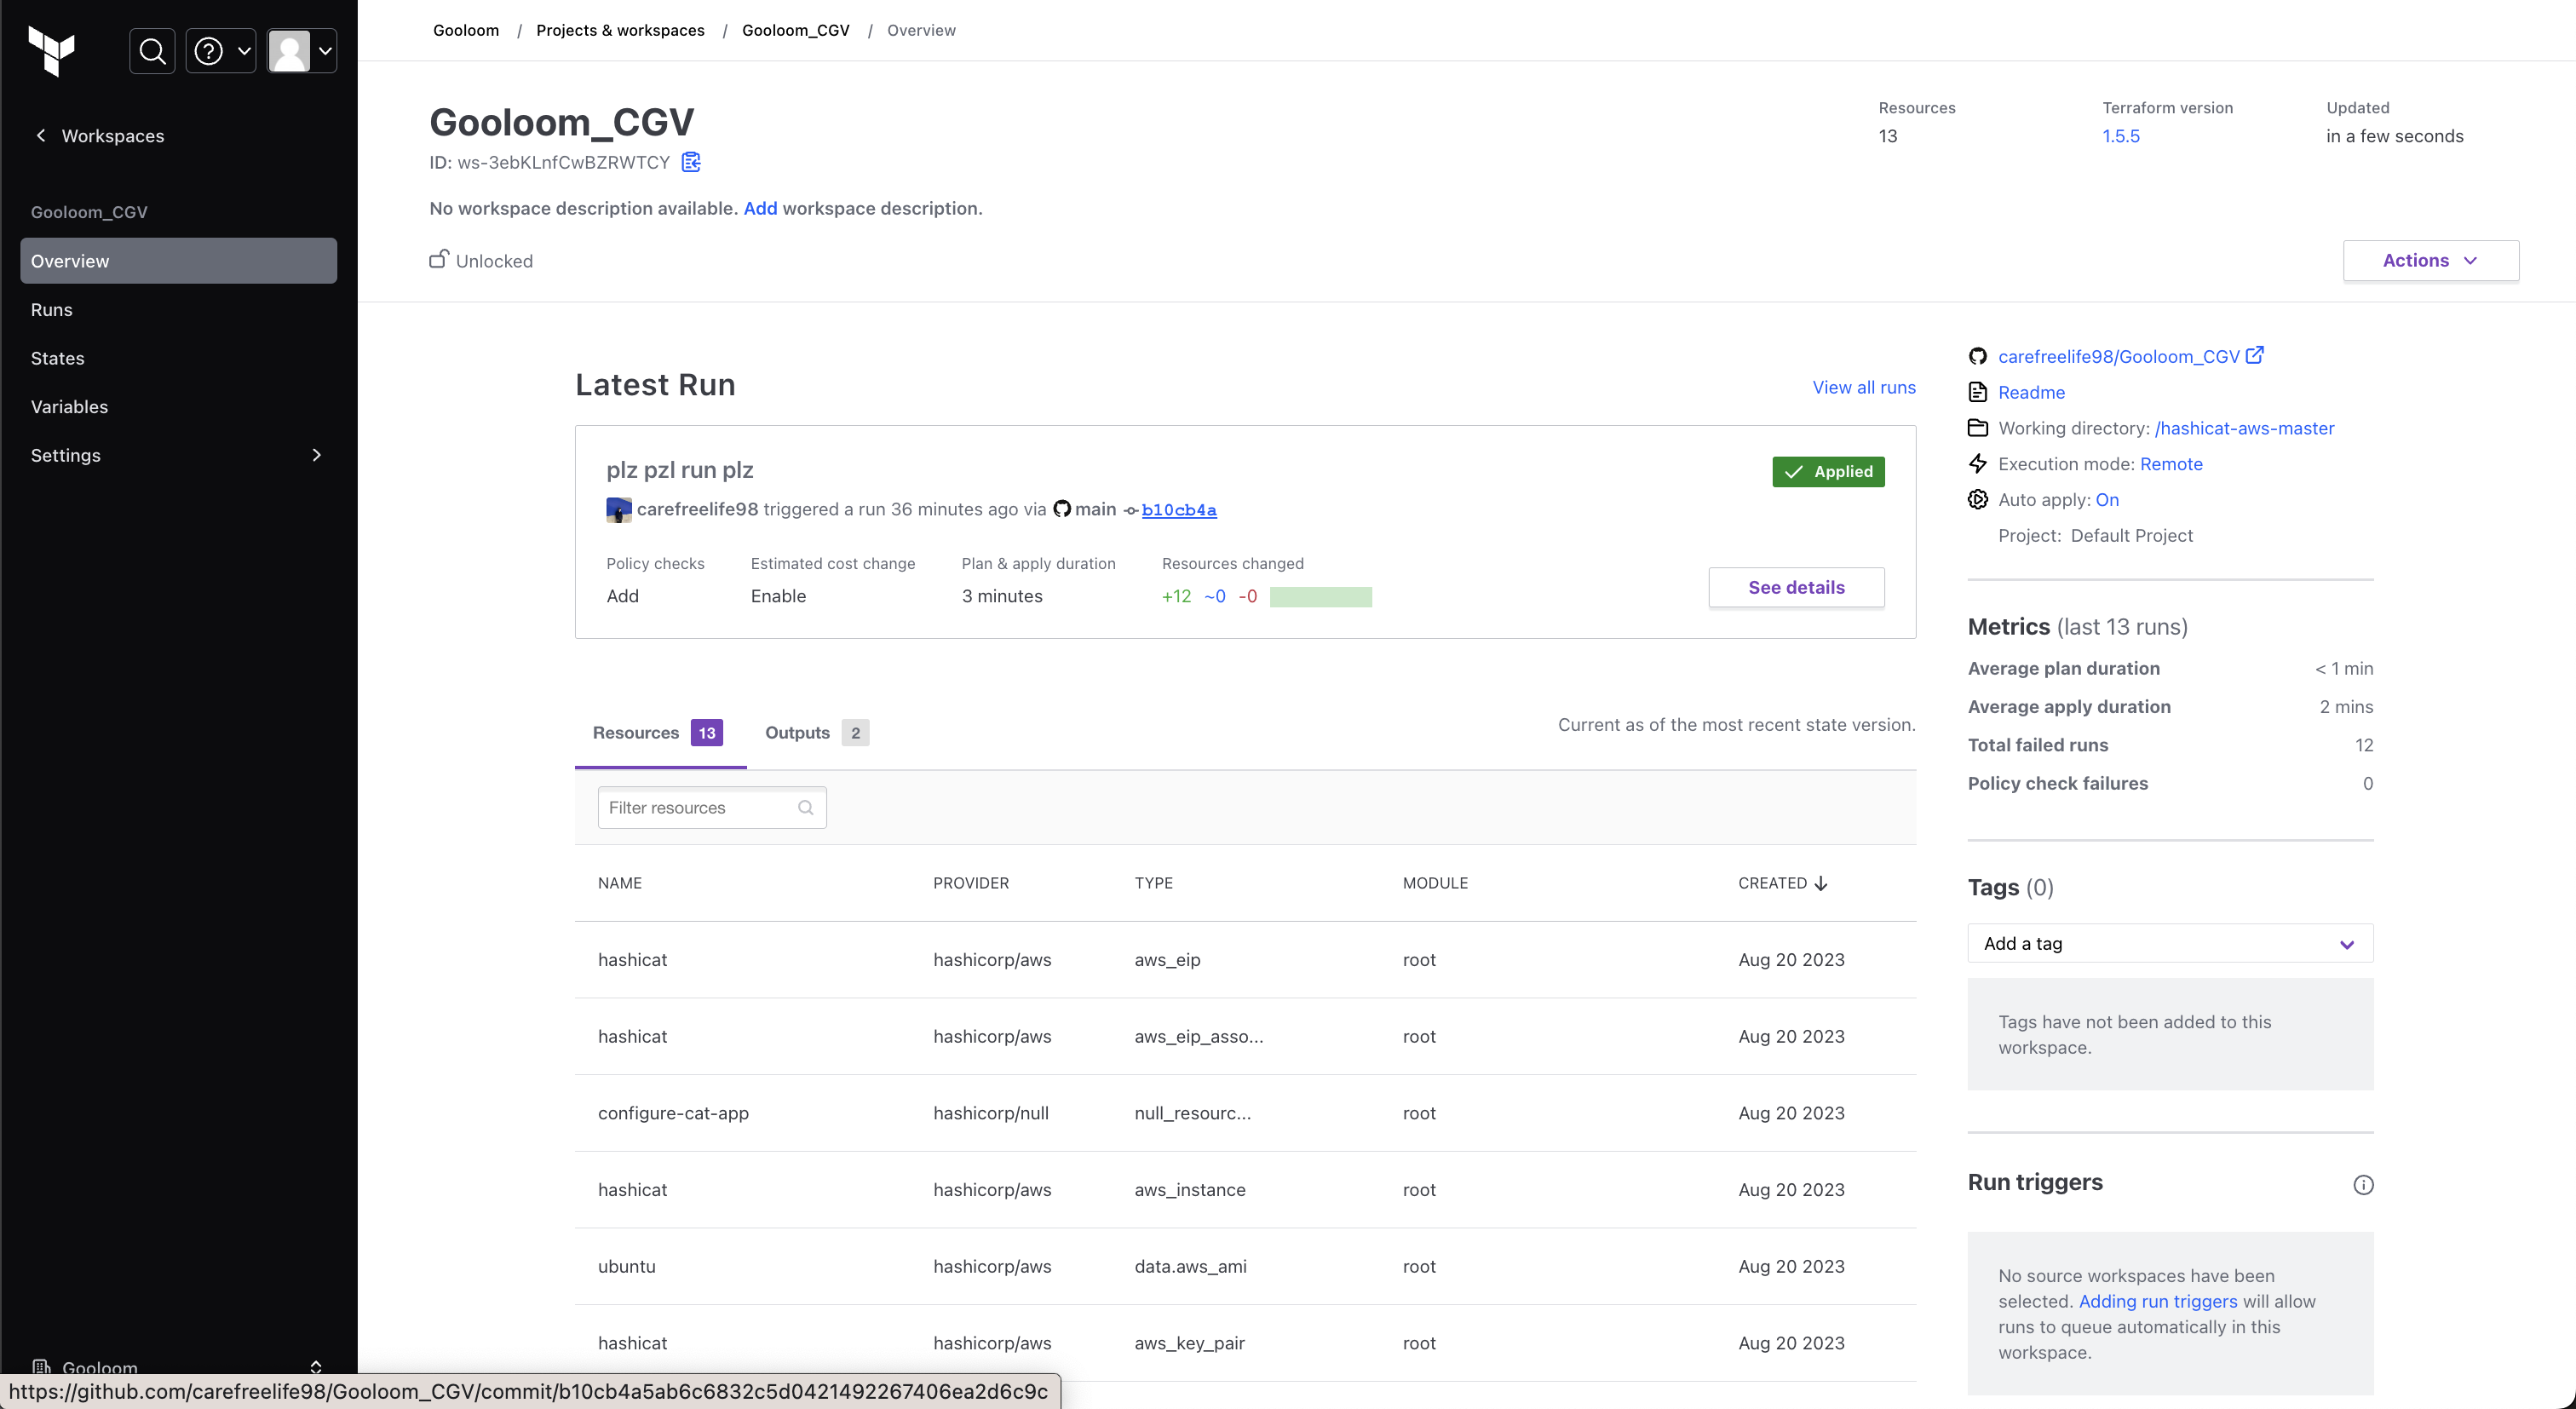 Gooloom / Projects & workspaces / Gooloom_CGV / Overview
Workspaces
Gooloom_CGV
Overview
Runs
States
Variables
Settings
Gooloom
Gooloom_CGV
ID: ws-3ebKLnfCwBZRWTCY
No workspace description available. Add workspace description.
Unlocked
Resources
13
Terraform version
1.5.5
Updated
in a few seconds
Actions
Latest Run
View all runs
plz pzl run plz
Applied
carefreelife98 triggered a run 36 minutes ago via main b10cb4a
Policy checks Estimated cost change Plan & apply duration Resources changed
Add Enable 3 minutes +12 ~0 -0
See details
Resources 13 Outputs 2
Current as of the most recent state version.
Filter resources
NAME PROVIDER TYPE MODULE CREATED
hashicat hashicorp/aws aws_eip root Aug 20 2023
hashicat hashicorp/aws aws_eip_asso... root Aug 20 2023
configure-cat-app hashicorp/null null_resourc... root Aug 20 2023
hashicat hashicorp/aws aws_instance root Aug 20 2023
ubuntu hashicorp/aws data.aws_ami root Aug 20 2023
hashicat hashicorp/aws aws_key_pair root Aug 20 2023
carefreelife98/Gooloom_CGV
Readme
Working directory: /hashicat-aws-master
Execution mode: Remote
Auto apply: On
Project: Default Project
Metrics (last 13 runs)
Average plan duration < 1 min
Average apply duration 2 mins
Total failed runs 12
Policy check failures 0
Tags (0)
Add a tag
Tags have not been added to this
workspace.
Run triggers
No source workspaces have been
selected. Adding run triggers will allow
runs to queue automatically in this
workspace.
https://github.com/carefreelife98/Gooloom_CGV/commit/b10cb4a5ab6c6832c5d0421492267406ea2d6c9c